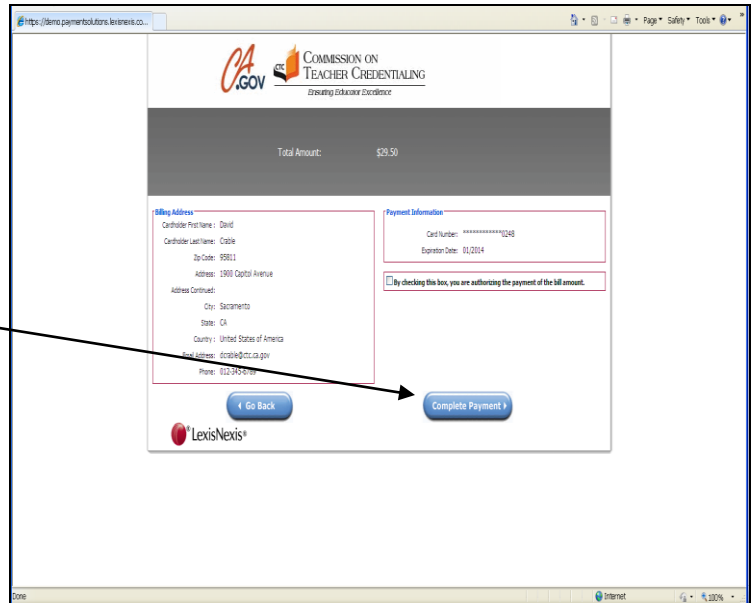 https://demo.paymentsolutions.lexisnexis.co...
Page Safety Tools
CA.GOV
CTC
COMMISSION ON
TEACHER CREDENTIALING
Ensuring Educator Excellence
Total Amount: $29.50
Billing Address
Cardholder First Name : David
Cardholder Last Name: Crable
Zip Code: 95811
Address: 1900 Capitol Avenue
Address Continued:
City: Sacramento
State: CA
Country : United States of America
Email Address: dcrable@ctc.ca.gov
Phone: 012-345-6789
Payment Information
Card Number: ************0248
Expiration Date: 01/2014
By checking this box, you are authorizing the payment of the bill amount.
Go Back
Complete Payment
LexisNexis®
Done
Internet
100%